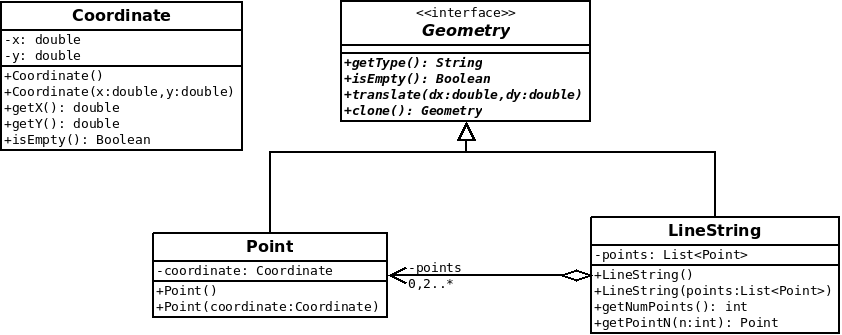 Coordinate
-x: double
-y: double
+Coordinate()
+Coordinate(x:double,y:double)
+getX(): double
+getY(): double
+isEmpty(): Boolean
<<interface>>
Geometry
+getType(): String
+isEmpty(): Boolean
+translate(dx:double,dy:double)
+clone(): Geometry
Point
-coordinate: Coordinate
+Point()
+Point(coordinate:Coordinate)
-points
0,2..*
LineString
-points: List<Point>
+LineString()
+LineString(points:List<Point>)
+getNumPoints(): int
+getPointN(n:int): Point